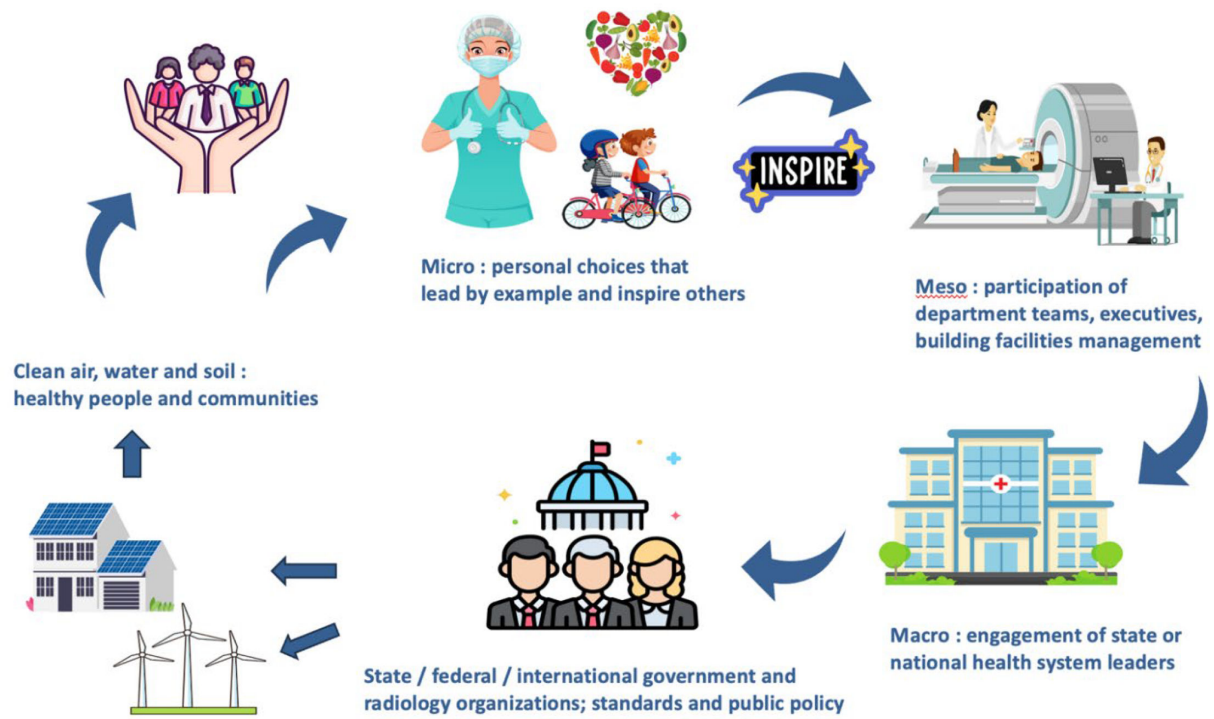 INSPIRE
Micro : personal choices that
lead by example and inspire others
Meso : participation of
department teams, executives,
building facilities management
Clean air, water and soil :
healthy people and communities
Macro : engagement of state or
national health system leaders
State / federal / international government and
radiology organizations; standards and public policy